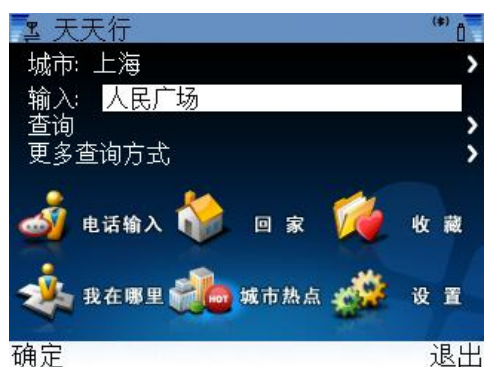 天天行
城市: 上海
输入: 人民广场
查询
更多查询方式
电话输入 回家 收藏
我在哪里 HOT 城市热点 设置
确定 退出